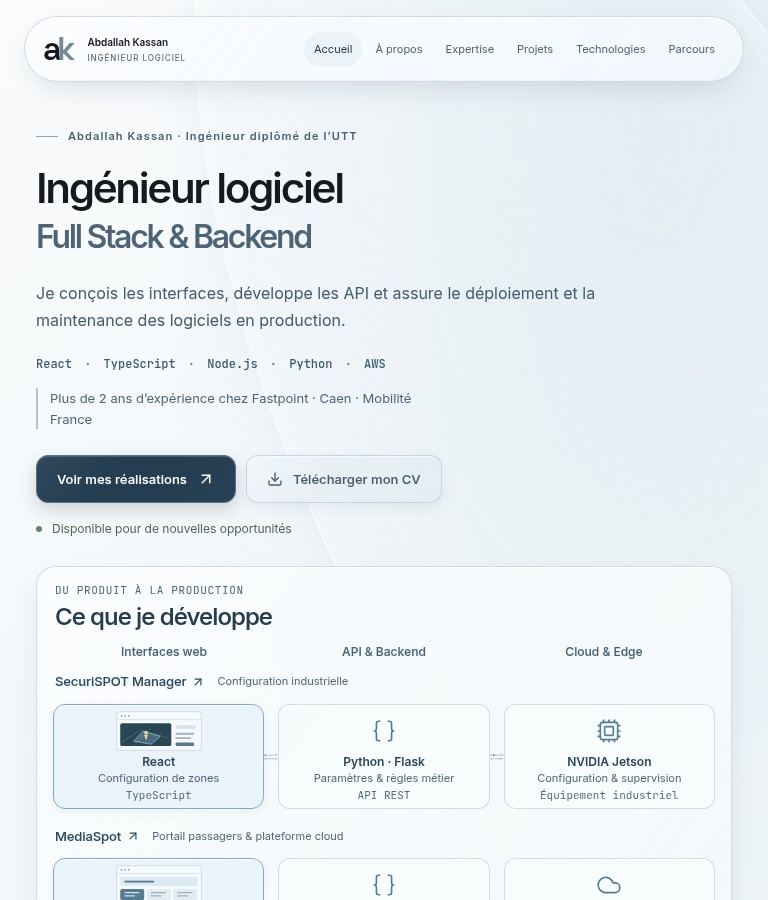 ak
Abdallah Kassan
INGÉNIEUR LOGICIEL
Accueil
À propos
Expertise
Projets
Technologies
Parcours
Abdallah Kassan · Ingénieur diplômé de l’UTT
Ingénieur logiciel
Full Stack & Backend
Je conçois les interfaces, développe les API et assure le déploiement et la
maintenance des logiciels en production.
React · TypeScript · Node.js · Python · AWS
Plus de 2 ans d’expérience chez Fastpoint · Caen · Mobilité
France
Voir mes réalisations
Télécharger mon CV
Disponible pour de nouvelles opportunités
DU PRODUIT À LA PRODUCTION
Ce que je développe
Interfaces web
API & Backend
Cloud & Edge
SecuriSPOT Manager
Configuration industrielle
React
Configuration de zones
TypeScript
{ }
Python · Flask
Paramètres & règles métier
API REST
NVIDIA Jetson
Configuration & supervision
Équipement industriel
MediaSpot
Portail passagers & plateforme cloud
{ }